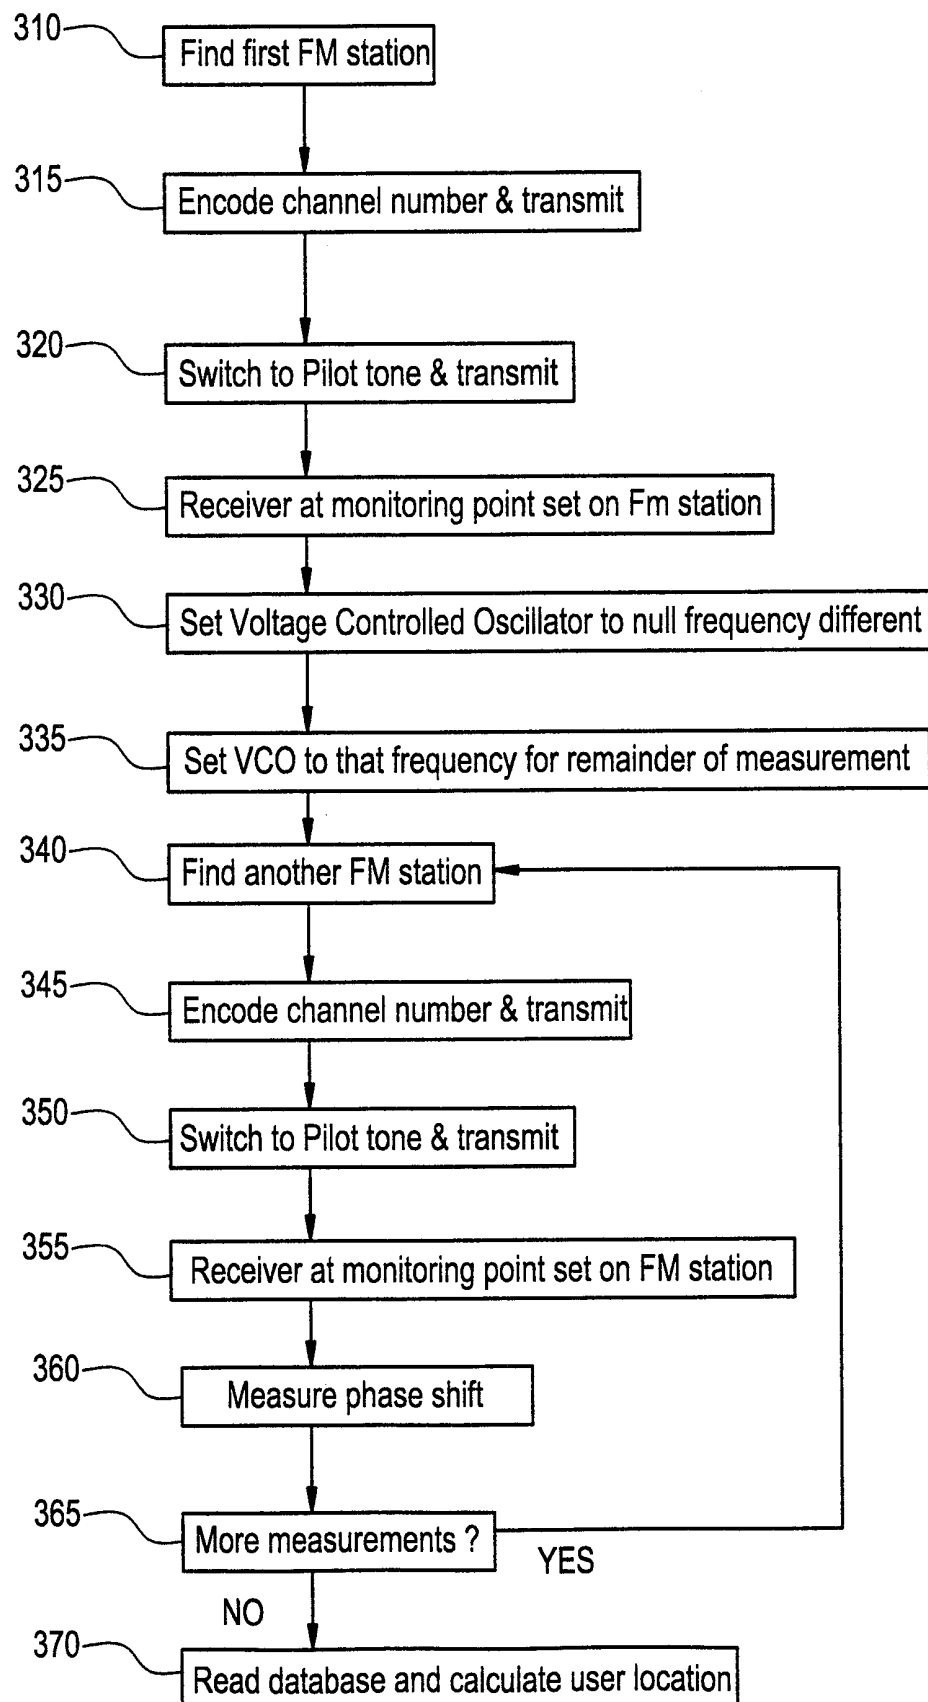 310
Find first FM station
315
Encode channel number & transmit
320
Switch to Pilot tone & transmit
325
Receiver at monitoring point set on Fm station
330
Set Voltage Controlled Oscillator to null frequency different
335
Set VCO to that frequency for remainder of measurement
340
Find another FM station
345
Encode channel number & transmit
350
Switch to Pilot tone & transmit
355
Receiver at monitoring point set on FM station
360
Measure phase shift
365
More measurements ?
YES
NO
370
Read database and calculate user location